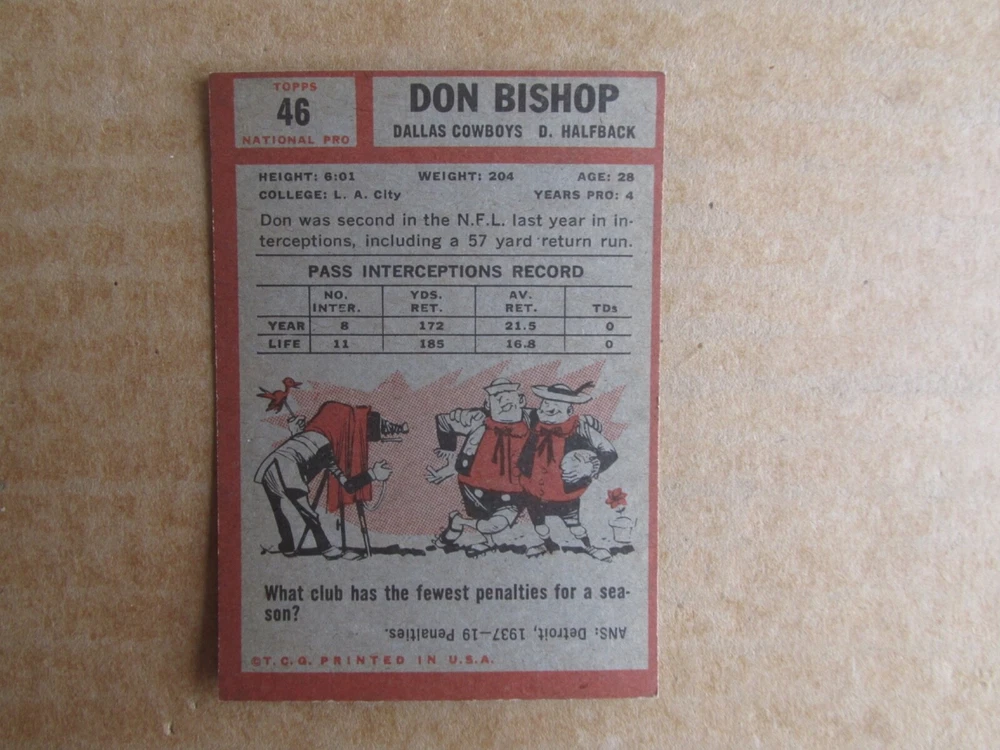 TOPPS
46
NATIONAL PRO
DON BISHOP
DALLAS COWBOYS D. HALFBACK
HEIGHT: 6:01 WEIGHT: 204 AGE: 28
COLLEGE: L. A. City YEARS PRO: 4
Don was second in the N.F.L. last year in in-
terceptions, including a 57 yard return run.
PASS INTERCEPTIONS RECORD
NO. INTER. YDS. RET. AV. RET. TDs
YEAR 8 172 21.5 0
LIFE 11 185 16.8 0
What club has the fewest penalties for a sea-
son?
ANS: Detroit, 1937—19 Penalties.
©T.C.G. PRINTED IN U.S.A.